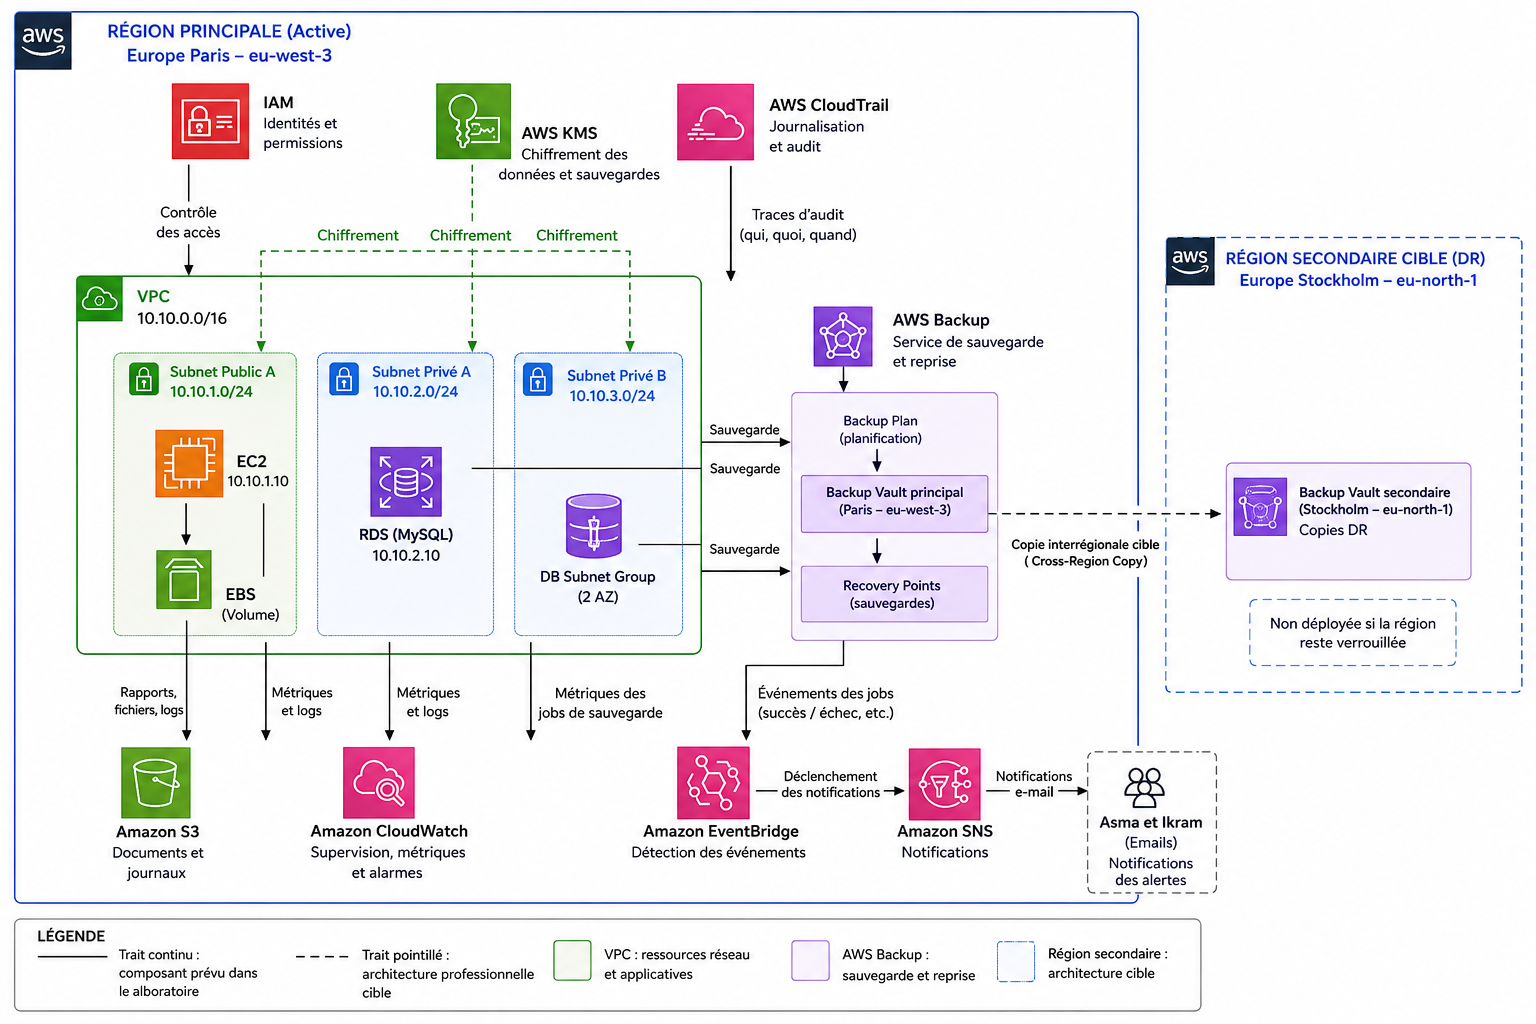 aws
RÉGION PRINCIPALE (Active)
Europe Paris – eu-west-3
IAM
Identités et
permissions
AWS KMS
Chiffrement des
données et sauvegardes
AWS CloudTrail
Journalisation
et audit
Contrôle
des accès
Chiffrement
Chiffrement
Chiffrement
Traces d'audit
(qui, quoi, quand)
aws
RÉGION SECONDAIRE CIBLE (DR)
Europe Stockholm – eu-north-1
VPC
10.10.0.0/16
AWS Backup
Service de sauvegarde
et reprise
Subnet Public A
10.10.1.0/24
Subnet Privé A
10.10.2.0/24
Subnet Privé B
10.10.3.0/24
EC2
10.10.1.10
EBS
(Volume)
RDS (MySQL)
10.10.2.10
DB Subnet Group
(2 AZ)
Sauvegarde
Sauvegarde
Sauvegarde
Backup Plan
(planification)
Backup Vault principal
(Paris – eu-west-3)
Recovery Points
(sauvegardes)
Copie interrégionale cible
( Cross-Region Copy)
Backup Vault secondaire
(Stockholm – eu-north-1)
Copies DR
Non déployée si la région
reste verrouillée
Rapports,
fichiers, logs
Métriques
et logs
Métriques
et logs
Métriques des
jobs de sauvegarde
Événements des jobs
(succès / échec, etc.)
Amazon S3
Documents et
journaux
Amazon CloudWatch
Supervision, métriques
et alarmes
Amazon EventBridge
Détection des événements
Déclenchement
des notifications
Amazon SNS
Notifications
Notifications
e-mail
Asma et Ikram
(Emails)
Notifications
des alertes
LÉGENDE
Trait continu :
composant prévu dans
le alboratoire
Trait pointillé :
architecture professionnelle
cible
VPC : ressources réseau
et applicatives
AWS Backup :
sauvegarde et reprise
Région secondaire :
architecture cible